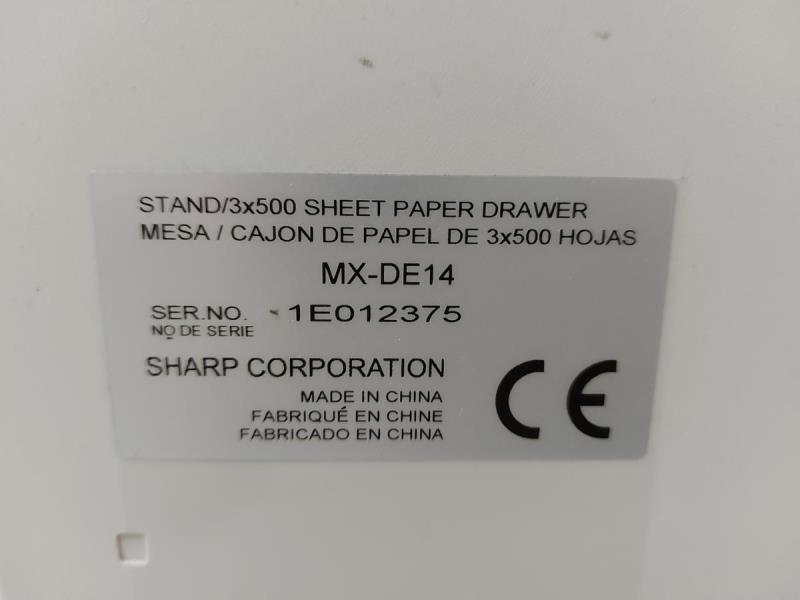 STAND/3x500 SHEET PAPER DRAWER
MESA / CAJON DE PAPEL DE 3x500 HOJAS
MX-DE14
SER.NO. 1E012375
NO DE SERIE
SHARP CORPORATION
MADE IN CHINA
FABRIQUÉ EN CHINE
FABRICADO EN CHINA
CE